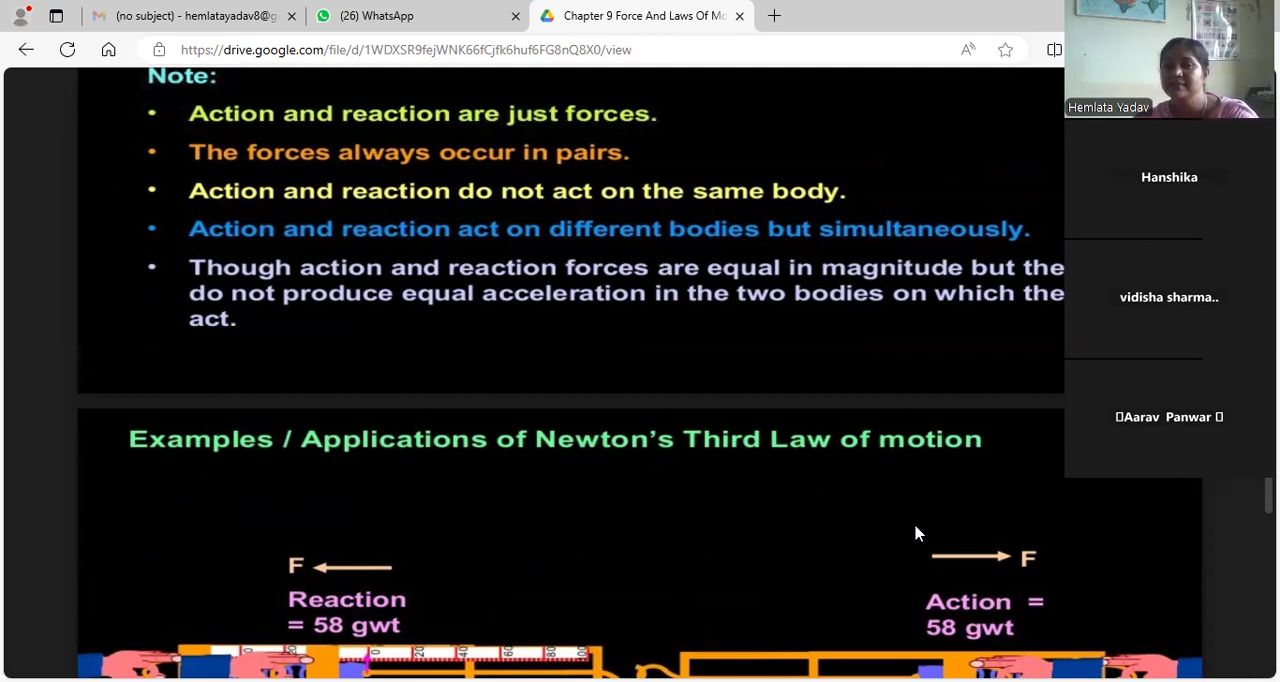 (no subject) - hemlatayadav8@g
(26) WhatsApp
Chapter 9 Force And Laws Of Mo
https://drive.google.com/file/d/1WDXSR9fejWNK66fCjfk6huf6FG8nQ8X0/view
Note:
• Action and reaction are just forces.
• The forces always occur in pairs.
• Action and reaction do not act on the same body.
• Action and reaction act on different bodies but simultaneously.
• Though action and reaction forces are equal in magnitude but the
do not produce equal acceleration in the two bodies on which the
act.
Hemlata Yadav
Hanshika
vidisha sharma..
Aarav Panwar
Examples / Applications of Newton's Third Law of motion
F
Reaction
= 58 gwt
F
Action =
58 gwt